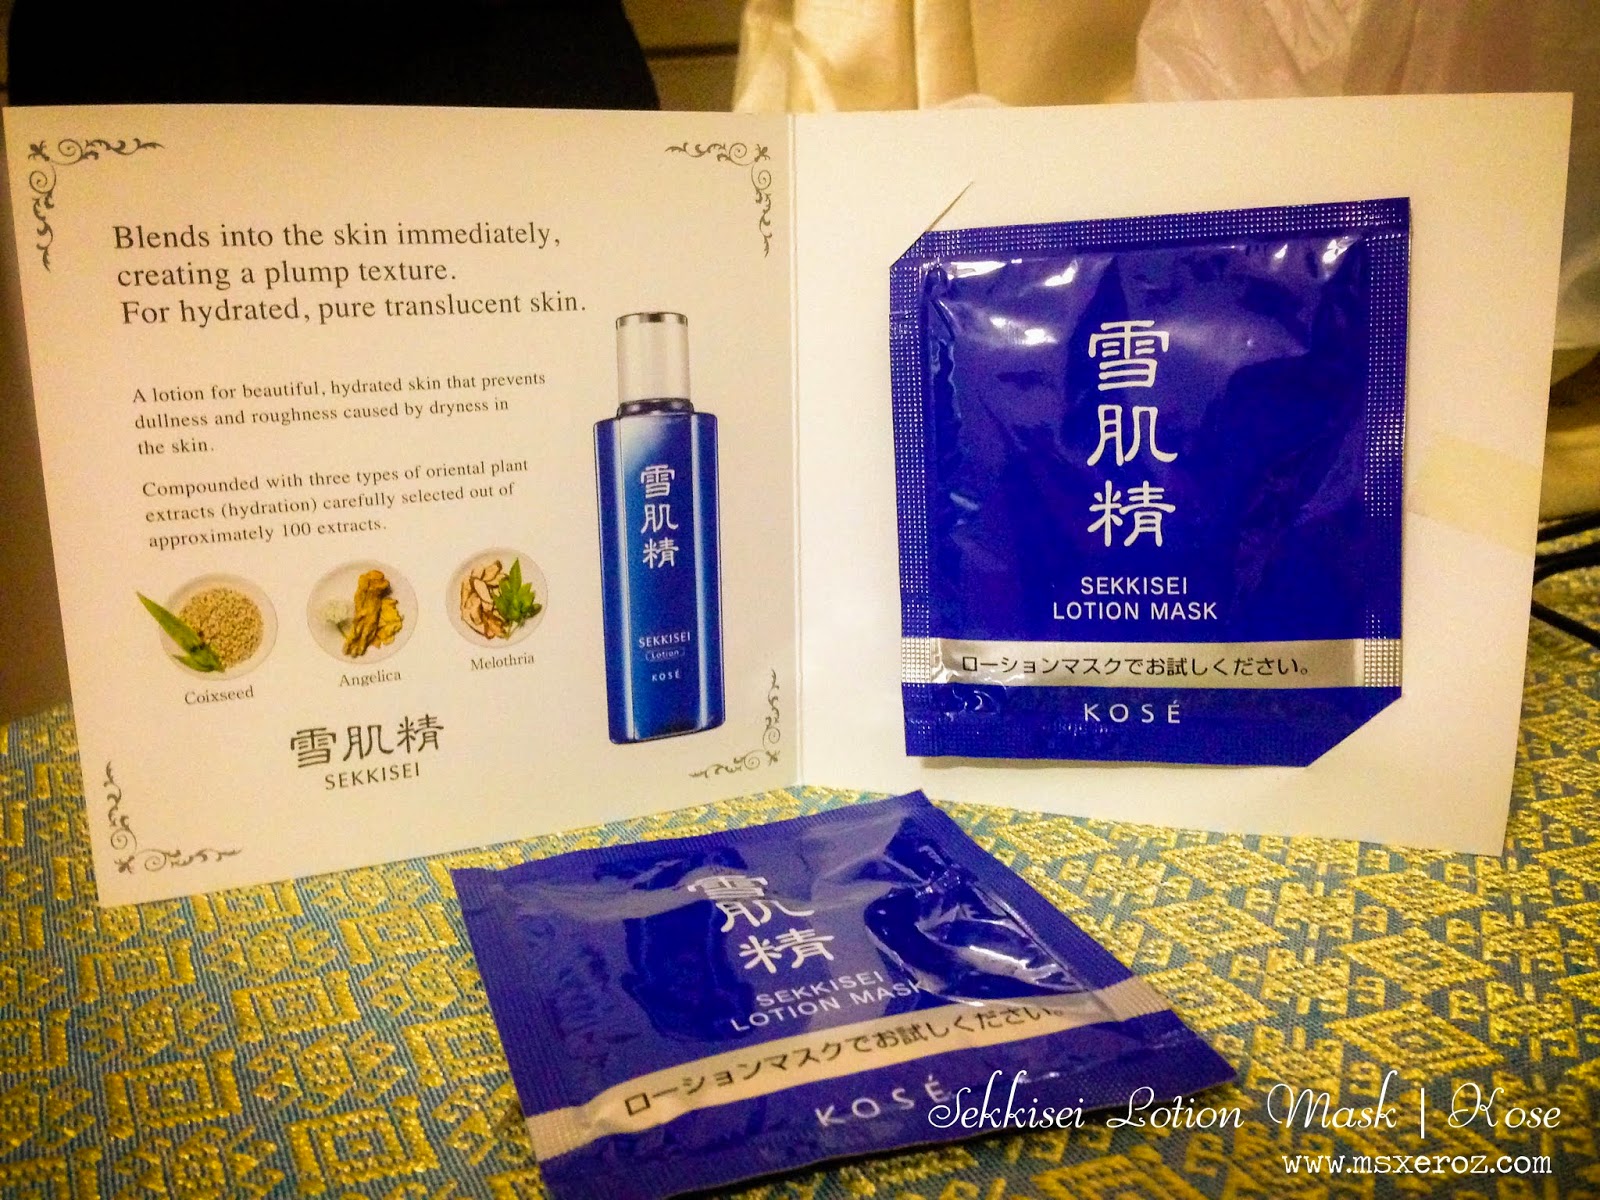 Blends into the skin immediately,
creating a plump texture.
For hydrated, pure translucent skin.
A lotion for beautiful, hydrated skin that prevents
dullness and roughness caused by dryness in
the skin.
Compounded with three types of oriental plant
extracts (hydration) carefully selected out of
approximately 100 extracts.
Coixseed
Angelica
Melothria
雪肌精
SEKKISEI
雪
肌
精
SEKKISEI
Lotion
KOSÉ
雪
肌
精
SEKKISEI
LOTION MASK
ローションマスクでお試しください。
KOSÉ
雪
肌
精
SEKKISEI
LOTION MASK
ローションマスクでお試しください。
KOSÉ
Sekkisei Lotion Mask | Kose
www.msxeroz.com